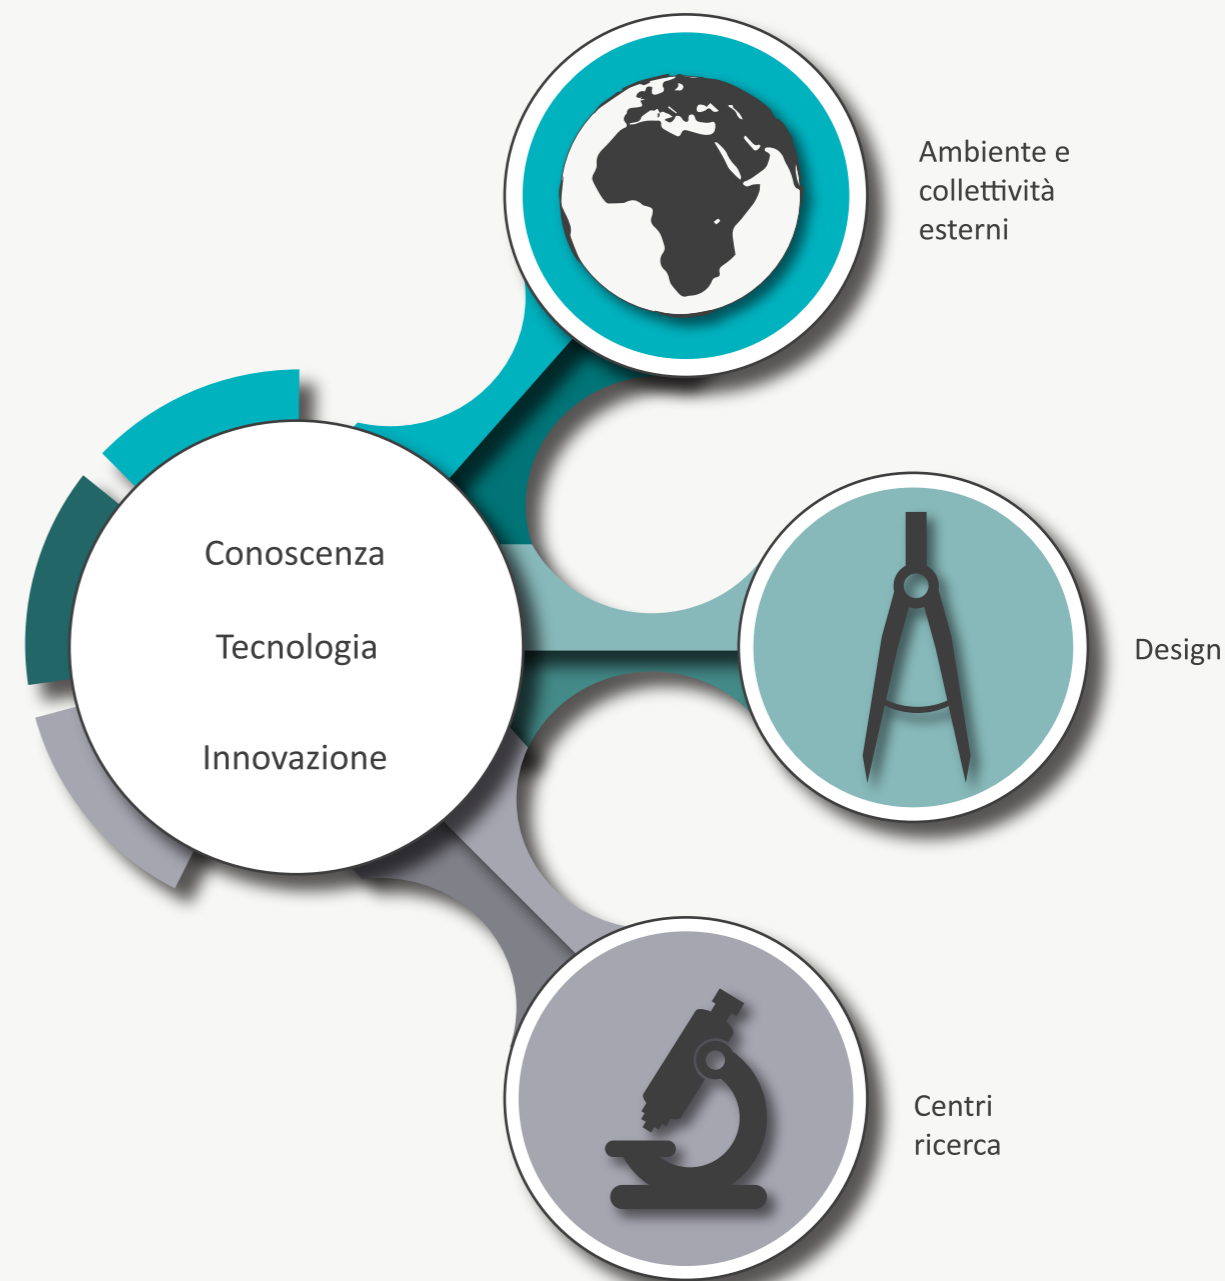 Ambiente e
collettività
esterni
Conoscenza
Tecnologia
Innovazione
Design
Centri
ricerca